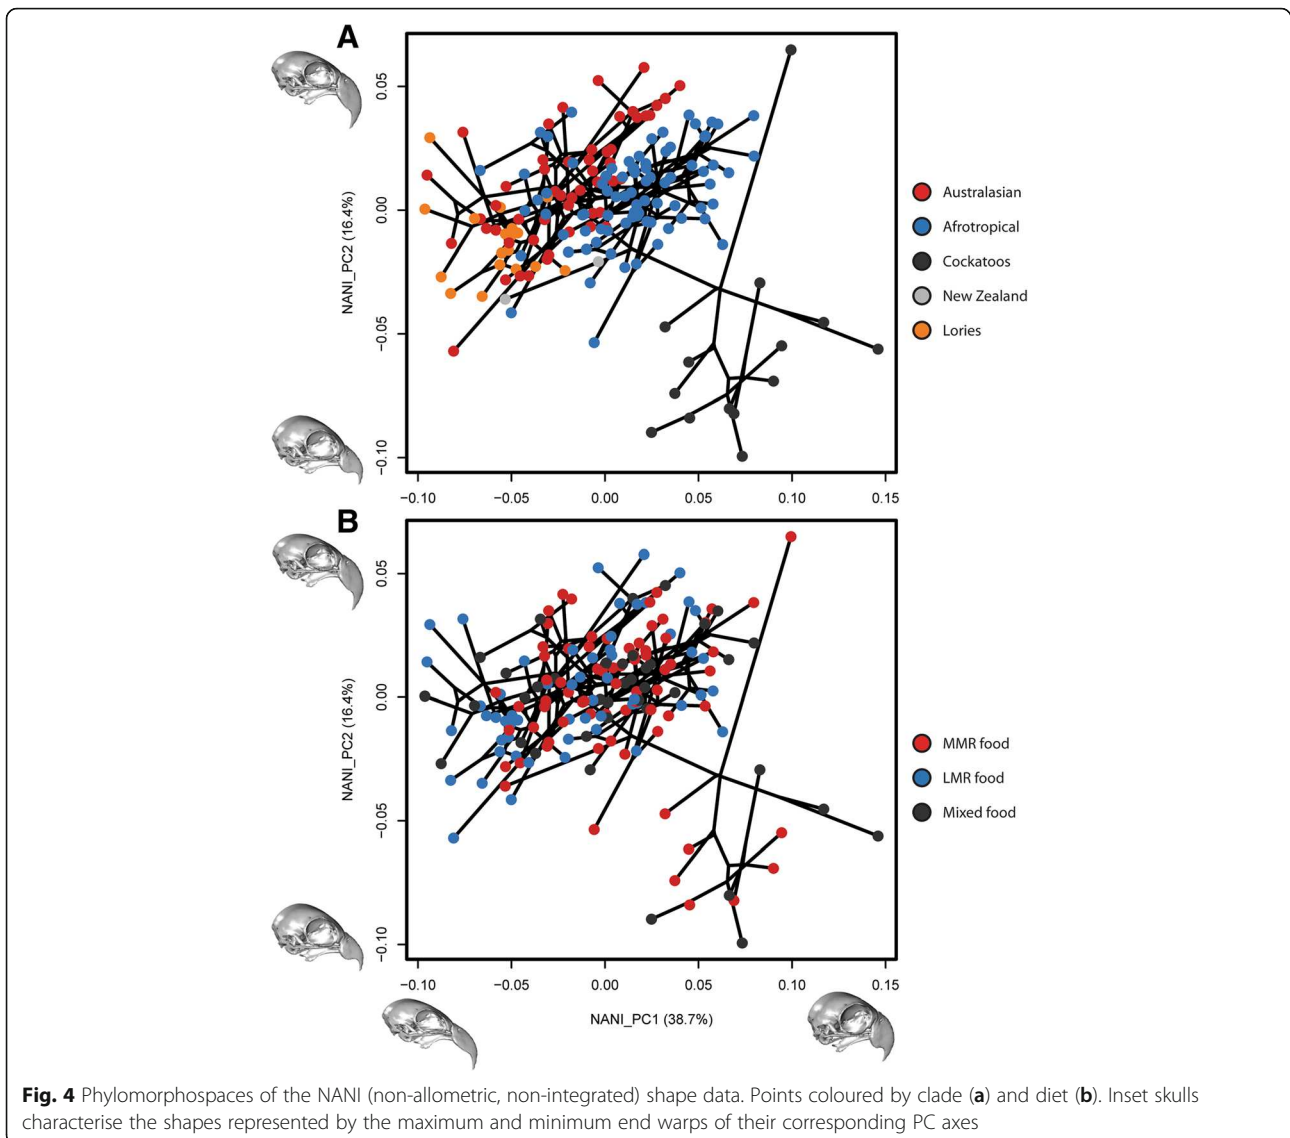 A
0.05
0.00
−0.05
−0.10
NANI_PC2 (16.4%)
−0.10 −0.05 0.00 0.05 0.10 0.15
Australasian
Afrotropical
Cockatoos
New Zealand
Lories
B
0.05
0.00
−0.05
−0.10
NANI_PC2 (16.4%)
−0.10 −0.05 0.00 0.05 0.10 0.15
NANI_PC1 (38.7%)
MMR food
LMR food
Mixed food
Fig. 4 Phylomorphospaces of the NANI (non-allometric, non-integrated) shape data. Points coloured by clade (a) and diet (b). Inset skulls
characterise the shapes represented by the maximum and minimum end warps of their corresponding PC axes